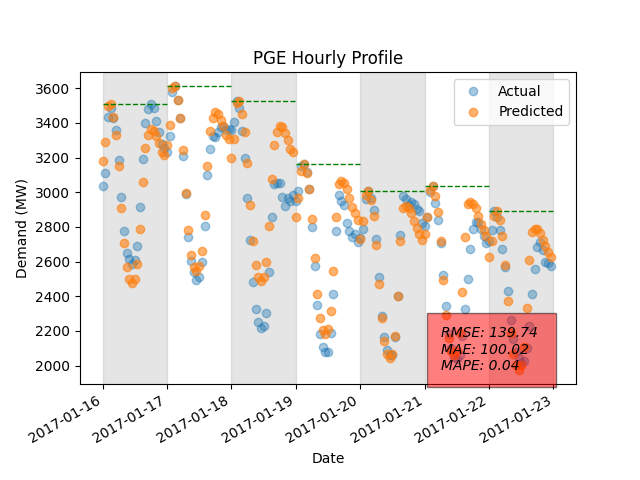 PGE Hourly Profile
Actual
Predicted
3600
3400
3200
3000
2800
2600
2400
2200
2000
Demand (MW)
RMSE: 139.74
MAE: 100.02
MAPE: 0.04
2017-01-16
2017-01-17
2017-01-18
2017-01-19
2017-01-20
2017-01-21
2017-01-22
2017-01-23
Date